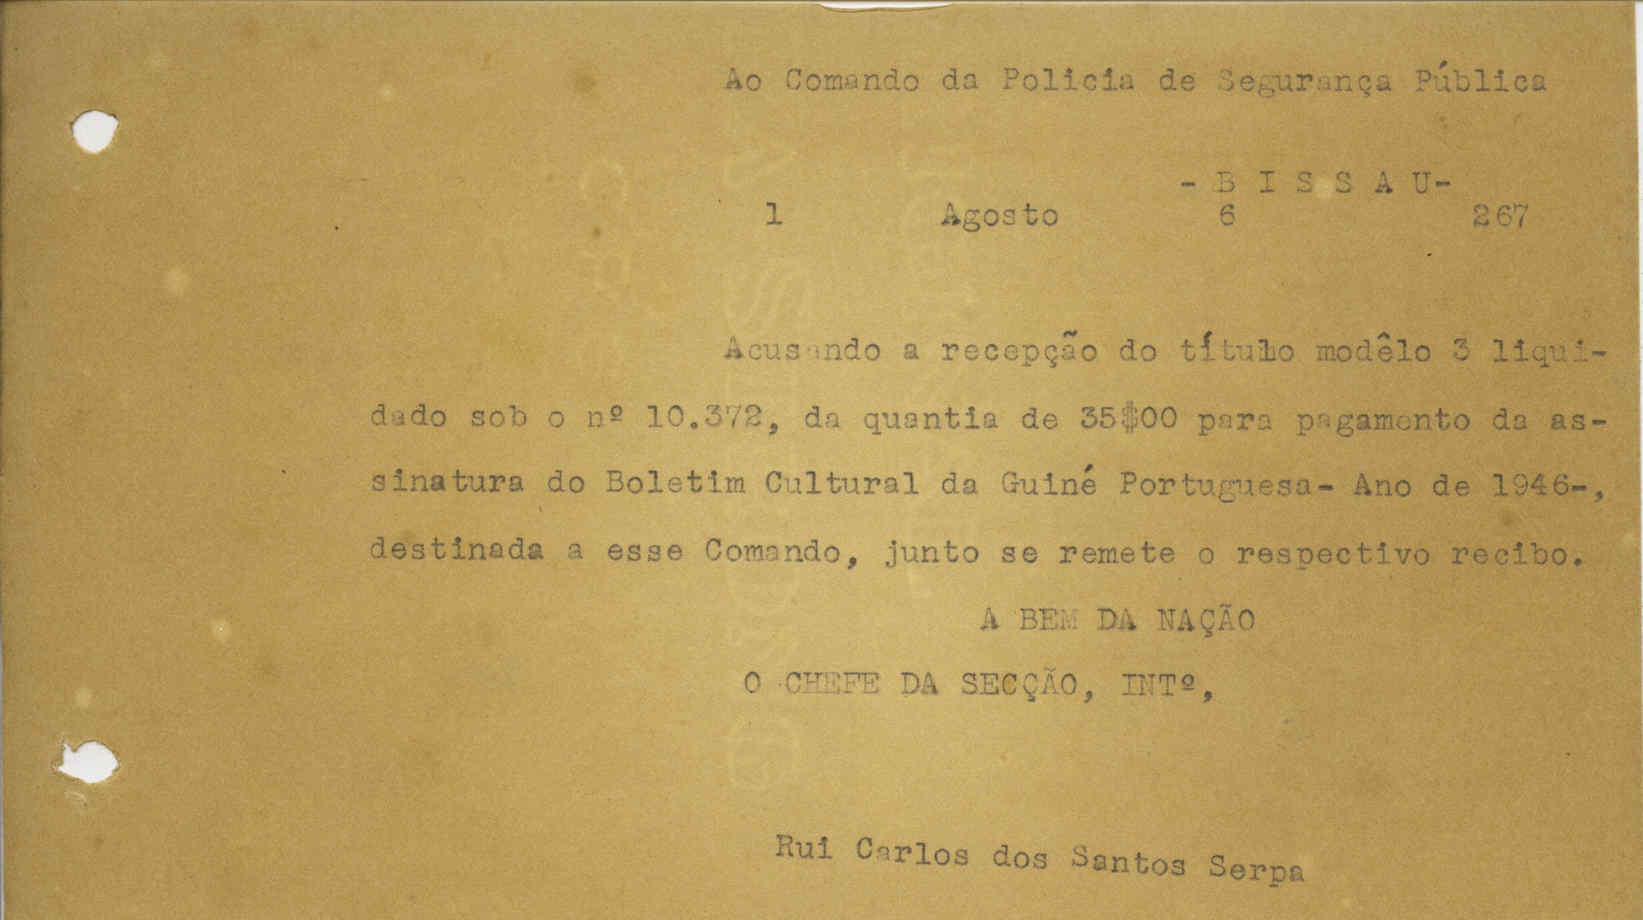 Ao Comando da Policia de Segurança Pública
- B I S S A U-
1 Agosto 6 267
Acusando a recepção do título modêlo 3 liqui-
dado sob o nº 10.372, da quantia de 35$00 para pagamento da as-
sinatura do Boletim Cultural da Guiné Portuguesa- Ano de 1946-,
destinada a esse Comando, junto se remete o respectivo recibo.
A BEM DA NAÇÃO
O CHEFE DA SECÇÃO, INTº,
Rui Carlos dos Santos Serpa